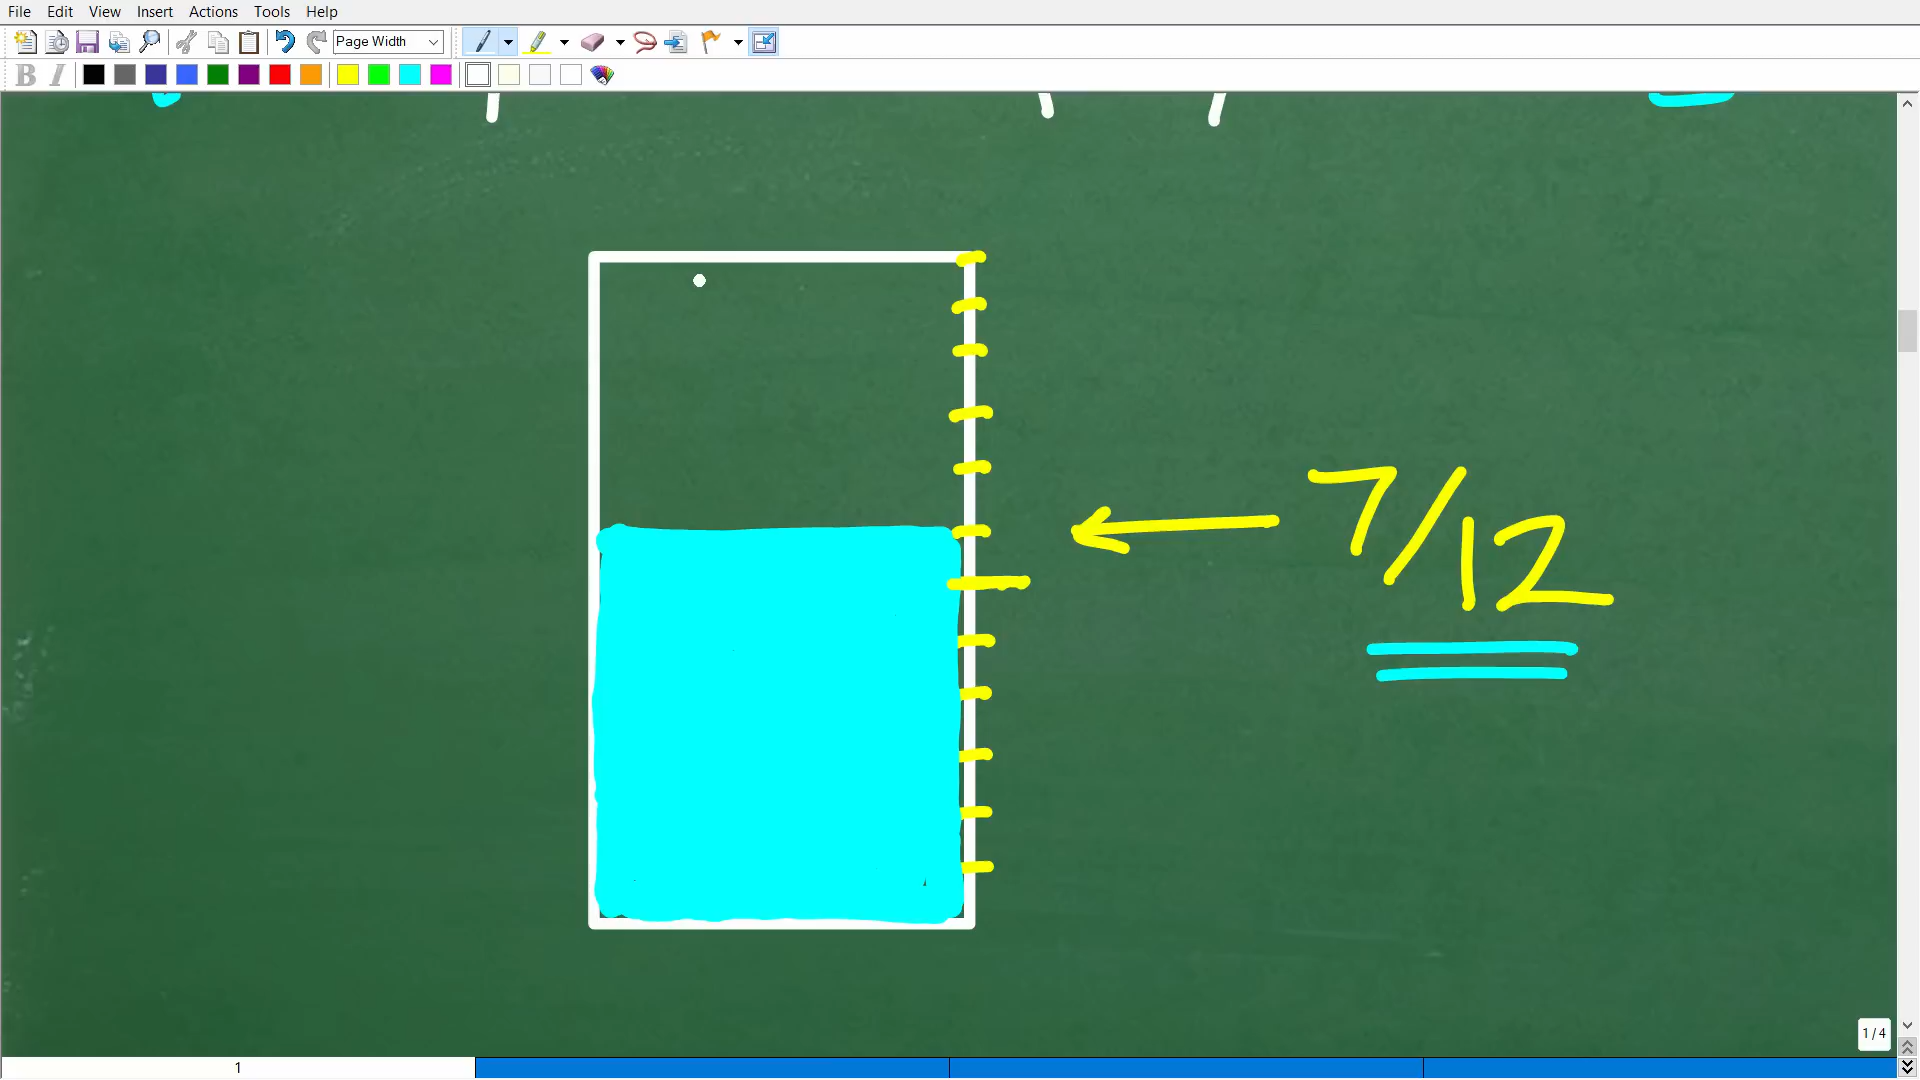 File Edit View Insert Actions Tools Help
Page Width
B I
7/12
1 / 4
1